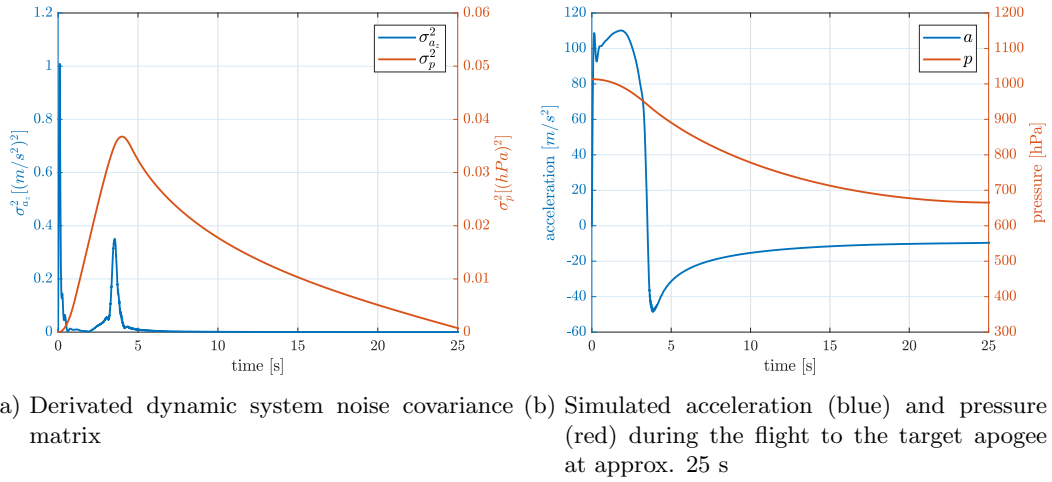 1.2
1
0.8
0.6
0.4
0.2
0
0.06
0.05
0.04
0.03
0.02
0.01
0
0 5 10 15 20 25
time [s]
σ²_{a_z} [(m/s²)²]
σ²_p [(hPa)²]
σ²_{a_z}
σ²_p
120
100
80
60
40
20
0
-20
-40
-60
1200
1100
1000
900
800
700
600
500
400
300
0 5 10 15 20 25
time [s]
acceleration [m/s²]
pressure [hPa]
a
p
a) Derivated dynamic system noise covariance
matrix
(b) Simulated acceleration (blue) and pressure
(red) during the flight to the target apogee
at approx. 25 s